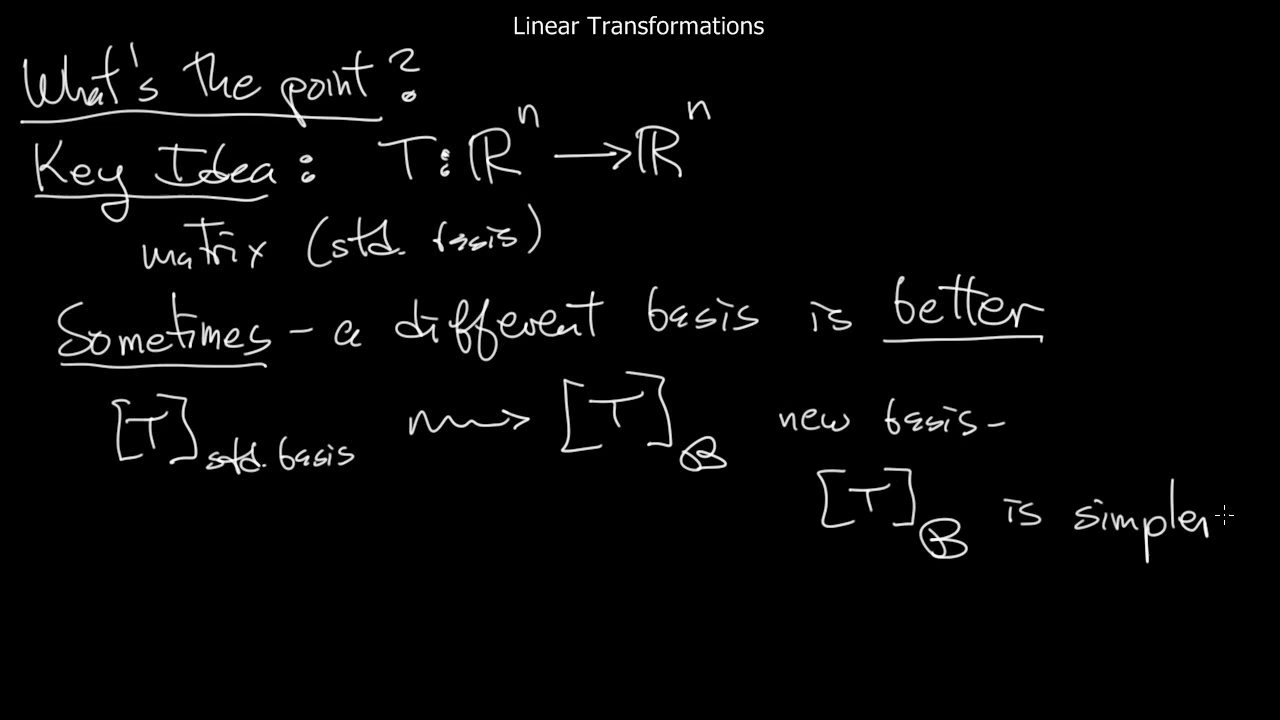 Linear Transformations
What's the point?
Key Idea: T: ℝⁿ ⟶ ℝⁿ
matrix (std. basis)
Sometimes - a different basis is better
[T]std. basis ⟿ [T]ℬ new basis -
[T]ℬ is simpler